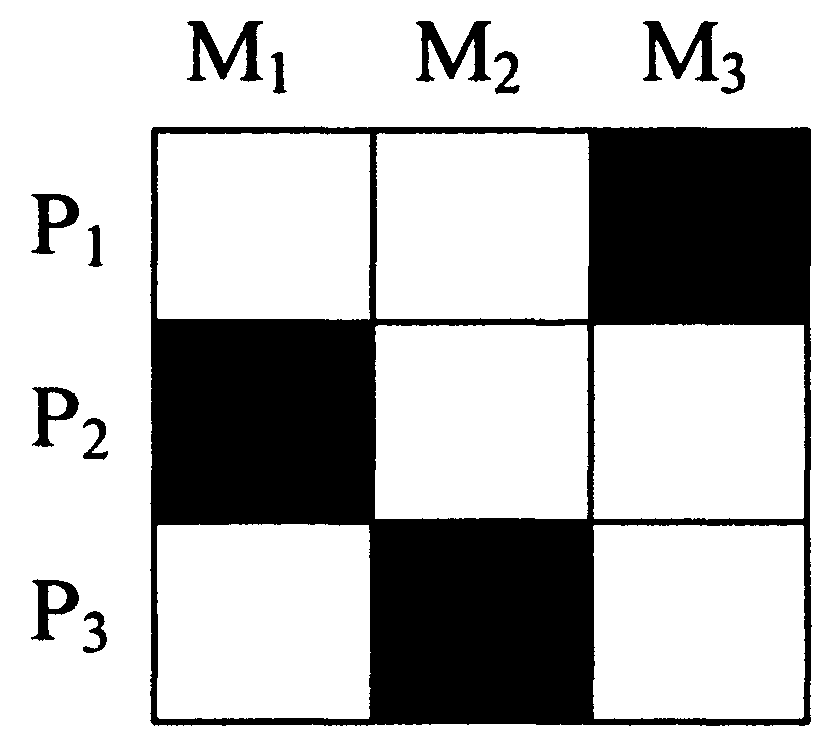 M₁ M₂ M₃
P₁
P₂
P₃